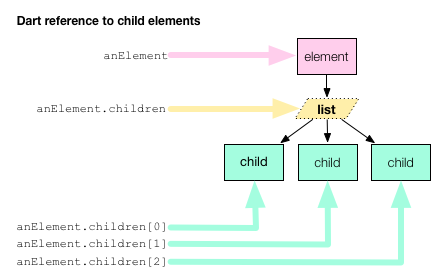 Dart reference to child elements
anElement
element
anElement.children
list
child
child
child
anElement.children[0]
anElement.children[1]
anElement.children[2]